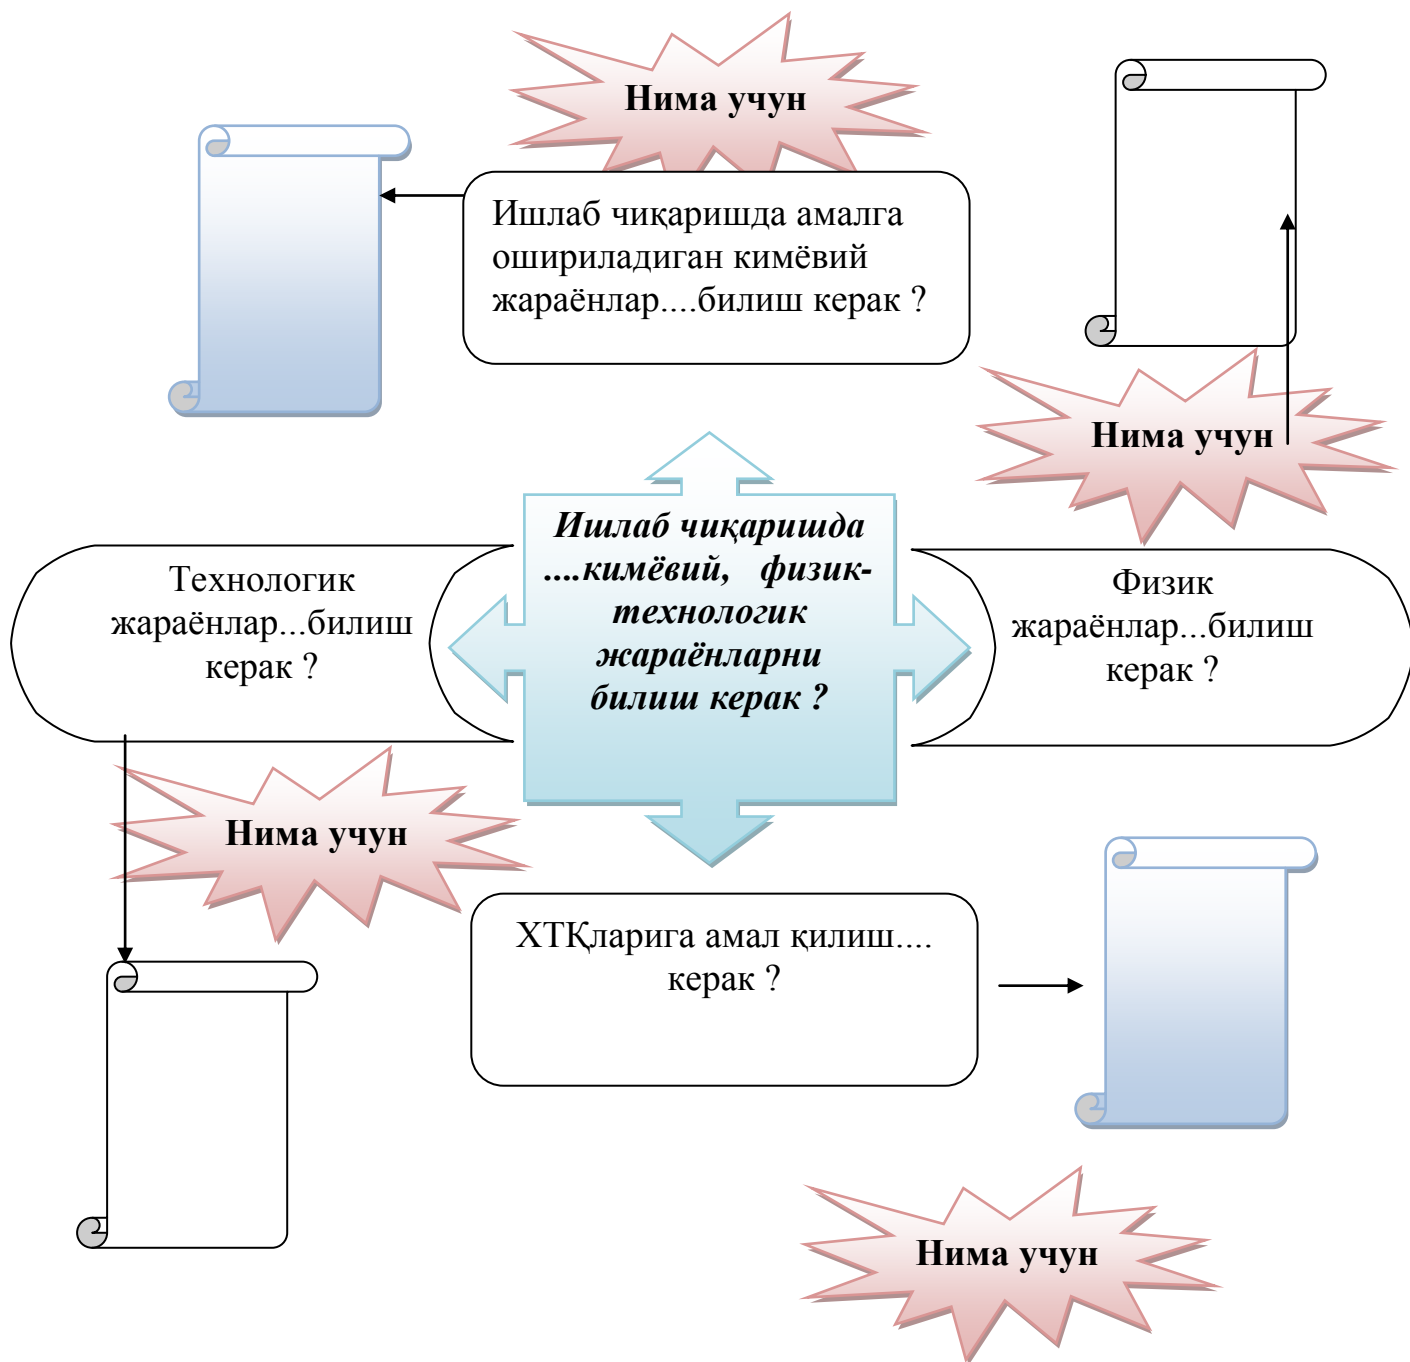 Нима учун
Ишлаб чиқаришда амалга
ошириладиган кимёвий
жараёнлар....билиш керак ?
Нима учун
Ишлаб чиқаришда
....кимёвий, физик-
технологик
жараёнларни
билиш керак ?
Технологик
жараёнлар...билиш
керак ?
Физик
жараёнлар...билиш
керак ?
Нима учун
ХТҚларига амал қилиш....
керак ?
Нима учун